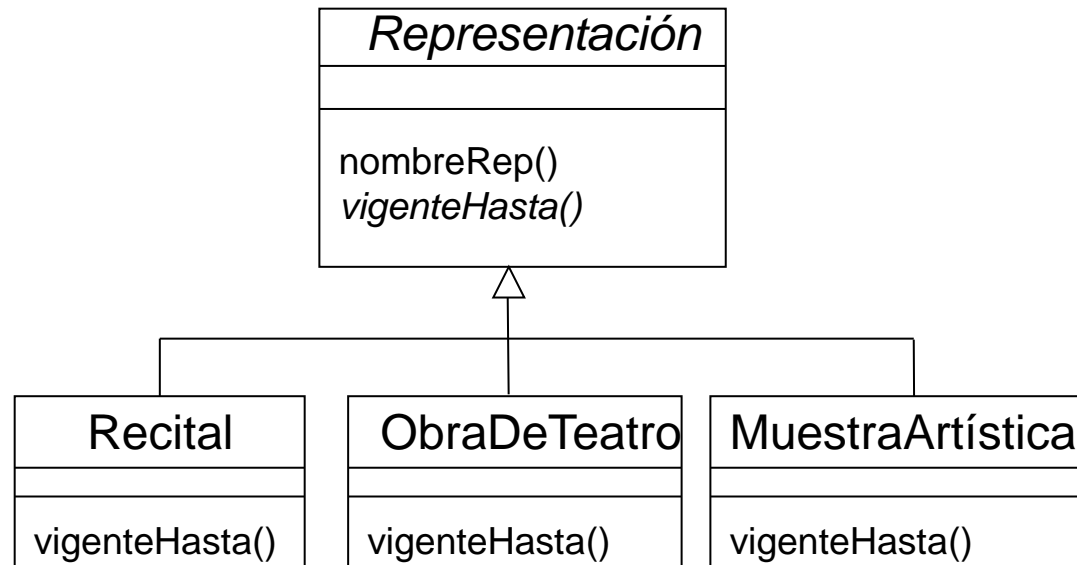 Representación
nombreRep()
vigenteHasta()
Recital
ObraDeTeatro
MuestraArtística
vigenteHasta()
vigenteHasta()
vigenteHasta()